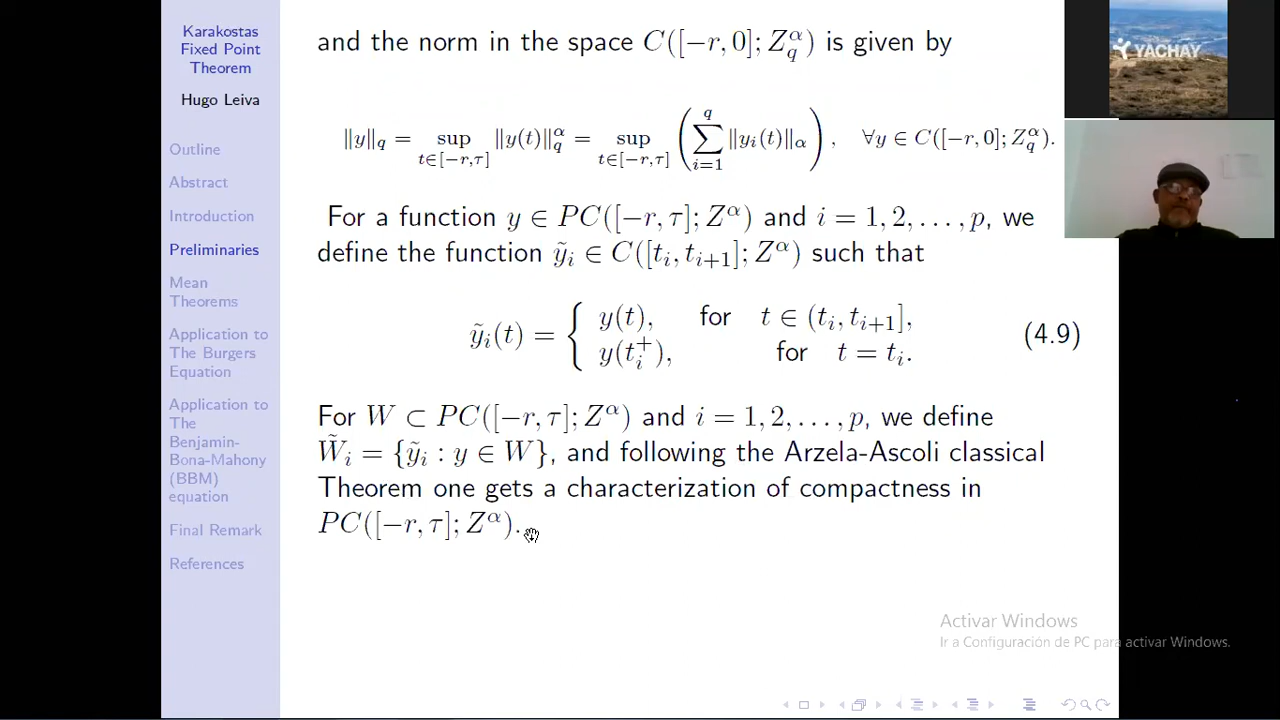 Karakostas
Fixed Point
Theorem
Hugo Leiva
Outline
Abstract
Introduction
Preliminaries
Mean
Theorems
Application to
The Burgers
Equation
Application to
The
Benjamin-
Bona-Mahony
(BBM)
equation
Final Remark
References
and the norm in the space C([−r, 0]; Z_q^α) is given by
‖y‖_q = sup_{t∈[−r,τ]} ‖y(t)‖_q^α = sup_{t∈[−r,τ]} (∑_{i=1}^{q} ‖y_i(t)‖_α), ∀y ∈ C([−r, 0]; Z_q^α).
For a function y ∈ PC([−r, τ]; Z^α) and i = 1, 2, . . . , p, we
define the function ỹ_i ∈ C([t_i, t_{i+1}]; Z^α) such that
ỹ_i(t) = { y(t), for t ∈ (t_i, t_{i+1}],
y(t_i^+), for t = t_i. (4.9)
For W ⊂ PC([−r, τ]; Z^α) and i = 1, 2, . . . , p, we define
W̃_i = {ỹ_i : y ∈ W}, and following the Arzela-Ascoli classical
Theorem one gets a characterization of compactness in
PC([−r, τ]; Z^α).
YACHAY
Activar Windows
Ir a Configuración de PC para activar Windows.